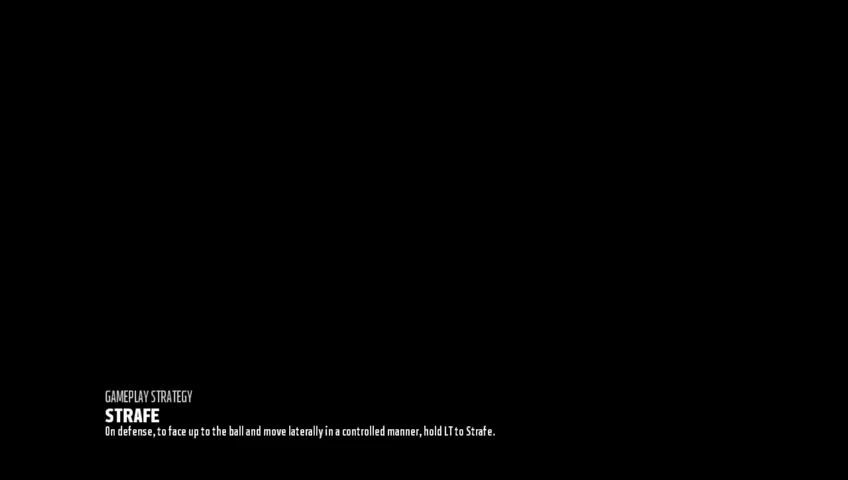 GAMEPLAY STRATEGY
STRAFE
On defense, to face up to the ball and move laterally in a controlled manner, hold LT to Strafe.